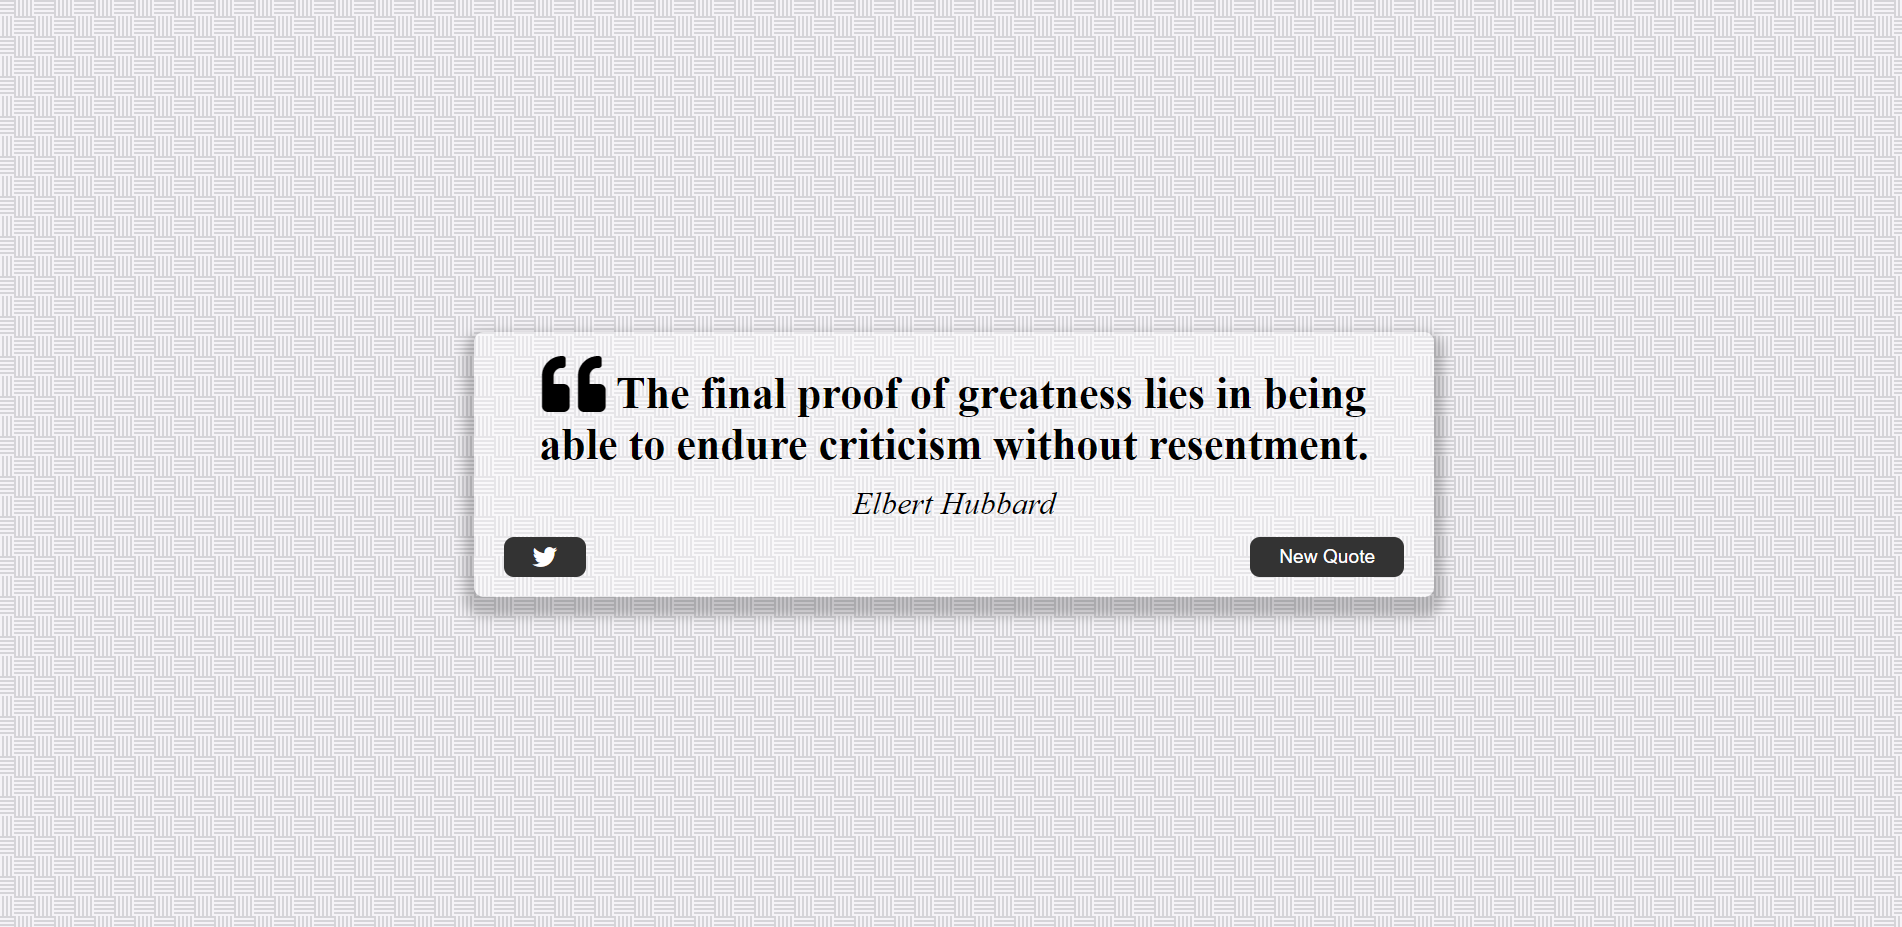 “ The final proof of greatness lies in being
able to endure criticism without resentment.
Elbert Hubbard
New Quote